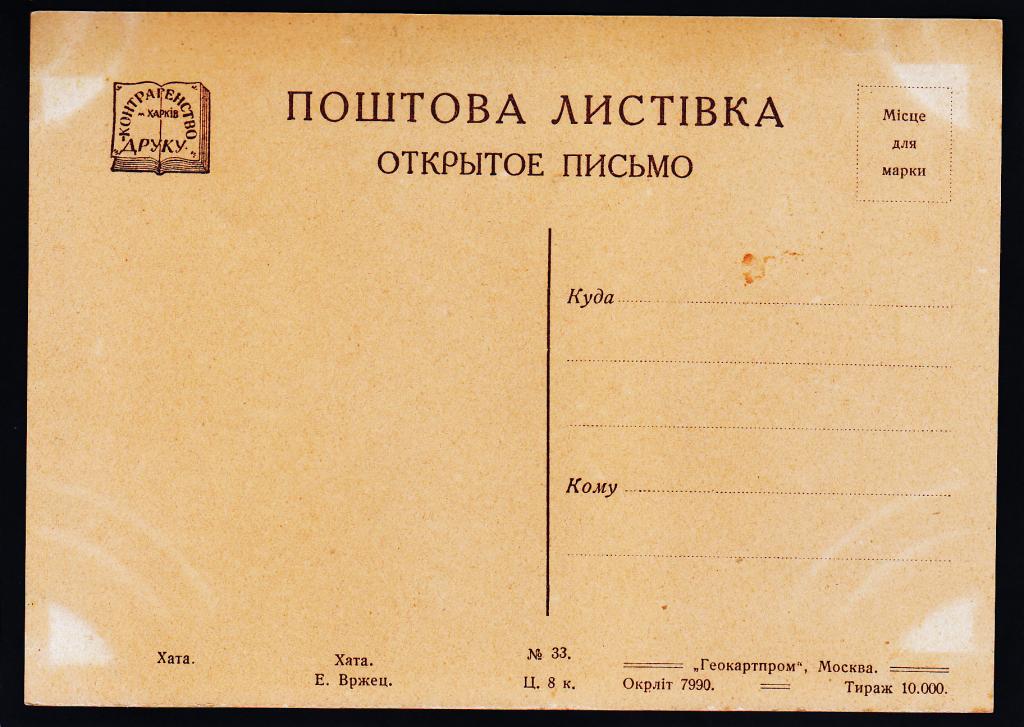 „КОНТРАГЕНСТВО
м. ХАРКІВ
ДРУКУ.“
ПОШТОВА ЛИСТІВКА
ОТКРЫТОЕ ПИСЬМО
Місце
для
марки
Куда
Кому
Хата.
Хата.
Е. Вржец.
№ 33.
Ц. 8 к.
„Геокартпром“, Москва.
Окрліт 7990.
Тираж 10.000.